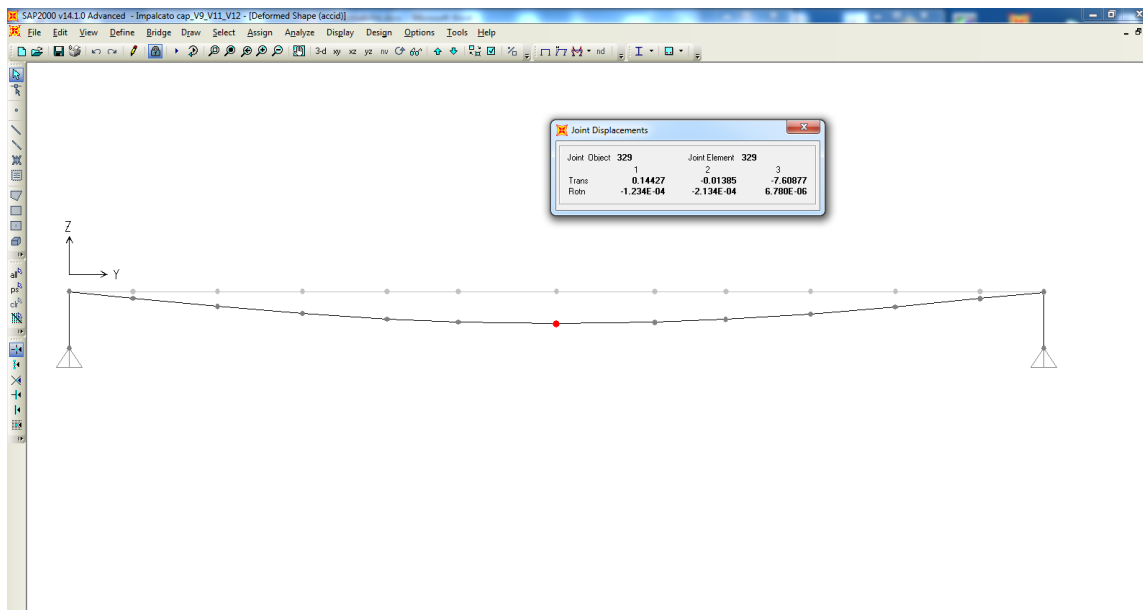 SAP2000 v14.1.0 Advanced - Impalcato cap_V9_V11_V12 - [Deformed Shape (accid)]
File Edit View Define Bridge Draw Select Assign Analyze Display Design Options Tools Help
3-d xy xz yz nv nd
Joint Displacements
Joint Object 329 Joint Element 329
1 2 3
Trans 0.14427 -0.01385 -7.60877
Rotn -1.234E-04 -2.134E-04 6.780E-06
Z
Y
all
ps
clr